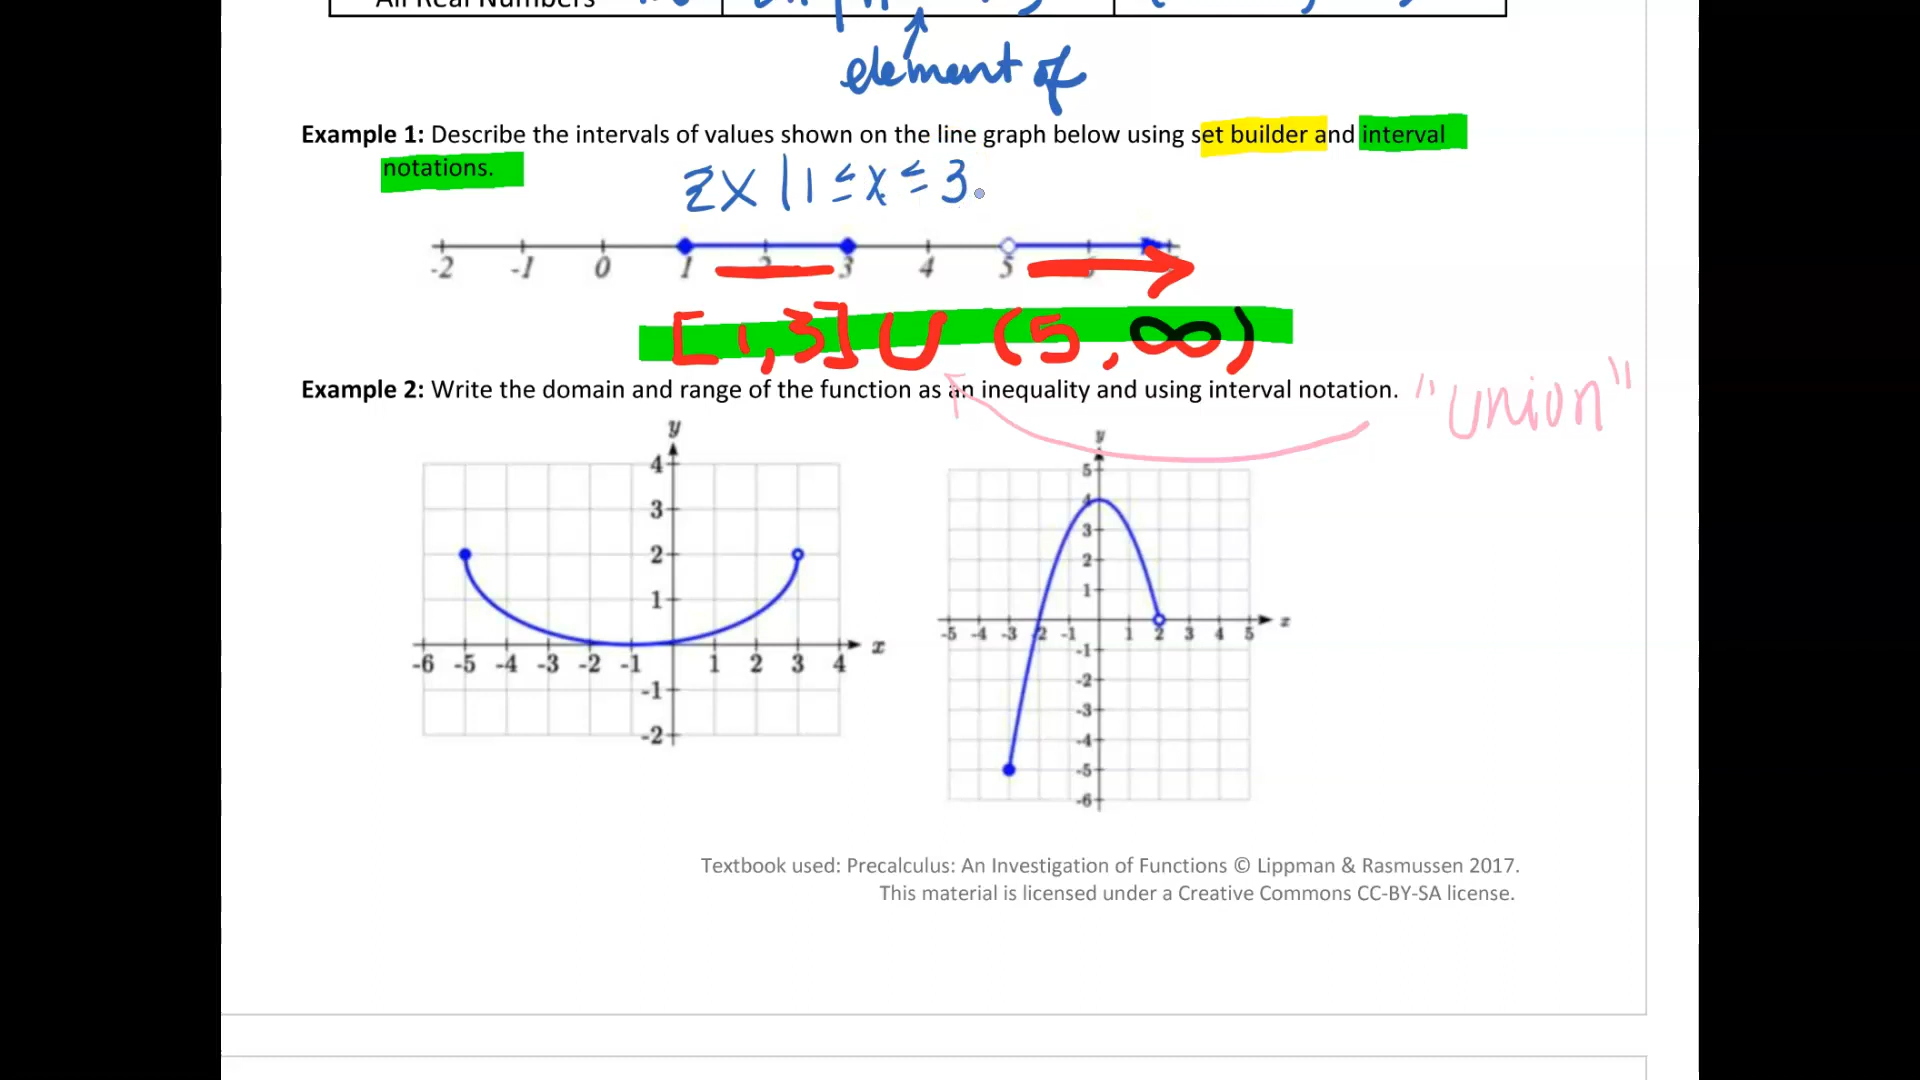 All Real Numbers
element of
Example 1: Describe the intervals of values shown on the line graph below using set builder and interval
notations.
{x | 1 ≤ x ≤ 3
-2 -1 0 1 2 3 4 5
[1,3] ∪ (5, ∞)
Example 2: Write the domain and range of the function as an inequality and using interval notation.
"union"
y
4
3
2
1
-6 -5 -4 -3 -2 -1 1 2 3 4 x
-1
-2
y
5
4
3
2
1
-5 -4 -3 -2 -1 1 2 3 4 5 x
-1
-2
-3
-4
-5
-6
Textbook used: Precalculus: An Investigation of Functions © Lippman & Rasmussen 2017.
This material is licensed under a Creative Commons CC-BY-SA license.